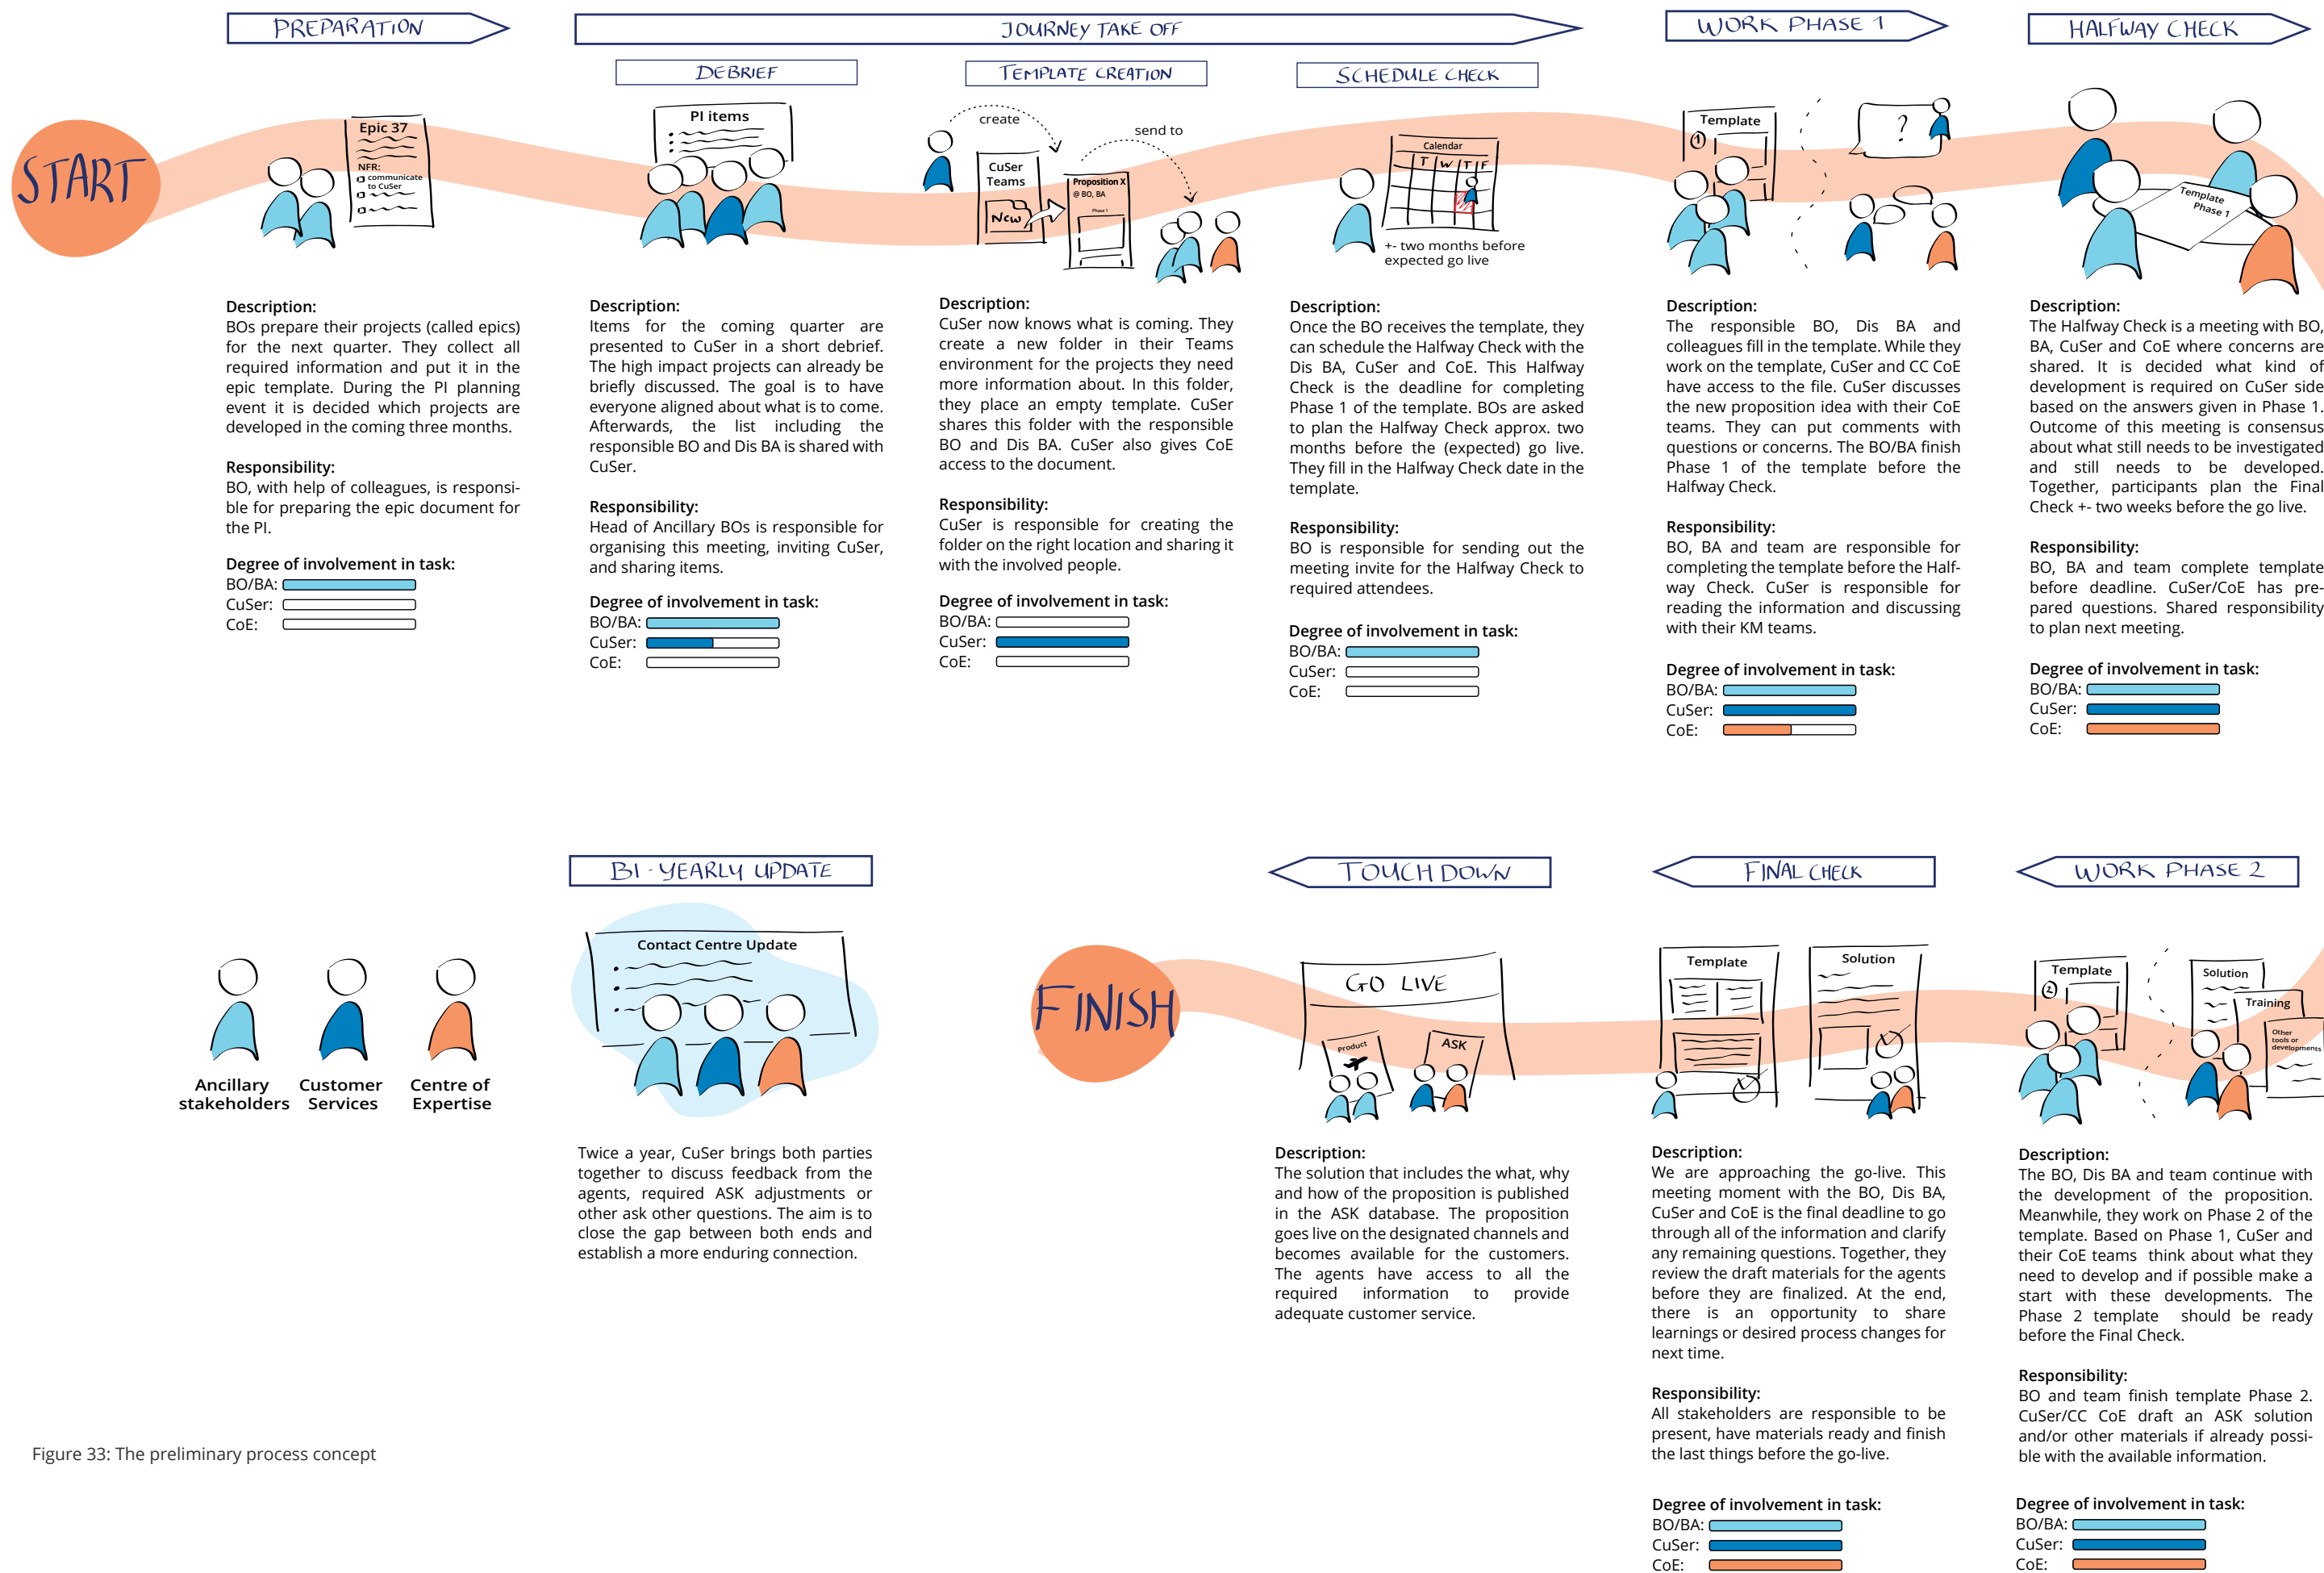 PREPARATION
JOURNEY TAKE OFF
WORK PHASE 1
HALFWAY CHECK
DEBRIEF
TEMPLATE CREATION
SCHEDULE CHECK
START
Epic 37
NFR:
communicate
to CuSer
PI items
create
send to
CuSer
Teams
New
Proposition X
@ BO, BA
Phase 1
Calendar
T W T F
+- two months before
expected go live
Template
1
?
Template
Phase 1
Description:
BOs prepare their projects (called epics)
for the next quarter. They collect all
required information and put it in the
epic template. During the PI planning
event it is decided which projects are
developed in the coming three months.
Responsibility:
BO, with help of colleagues, is responsi-
ble for preparing the epic document for
the PI.
Degree of involvement in task:
BO/BA:
CuSer:
CoE:
Description:
Items for the coming quarter are
presented to CuSer in a short debrief.
The high impact projects can already be
briefly discussed. The goal is to have
everyone aligned about what is to come.
Afterwards, the list including the
responsible BO and Dis BA is shared with
CuSer.
Responsibility:
Head of Ancillary BOs is responsible for
organising this meeting, inviting CuSer,
and sharing items.
Degree of involvement in task:
BO/BA:
CuSer:
CoE:
Description:
CuSer now knows what is coming. They
create a new folder in their Teams
environment for the projects they need
more information about. In this folder,
they place an empty template. CuSer
shares this folder with the responsible
BO and Dis BA. CuSer also gives CoE
access to the document.
Responsibility:
CuSer is responsible for creating the
folder on the right location and sharing it
with the involved people.
Degree of involvement in task:
BO/BA:
CuSer:
CoE:
Description:
Once the BO receives the template, they
can schedule the Halfway Check with the
Dis BA, CuSer and CoE. This Halfway
Check is the deadline for completing
Phase 1 of the template. BOs are asked
to plan the Halfway Check approx. two
months before the (expected) go live.
They fill in the Halfway Check date in the
template.
Responsibility:
BO is responsible for sending out the
meeting invite for the Halfway Check to
required attendees.
Degree of involvement in task:
BO/BA:
CuSer:
CoE:
Description:
The responsible BO, Dis BA and
colleagues fill in the template. While they
work on the template, CuSer and CC CoE
have access to the file. CuSer discusses
the new proposition idea with their CoE
teams. They can put comments with
questions or concerns. The BO/BA finish
Phase 1 of the template before the
Halfway Check.
Responsibility:
BO, BA and team are responsible for
completing the template before the Half-
way Check. CuSer is responsible for
reading the information and discussing
with their KM teams.
Degree of involvement in task:
BO/BA:
CuSer:
CoE:
Description:
The Halfway Check is a meeting with BO,
BA, CuSer and CoE where concerns are
shared. It is decided what kind of
development is required on CuSer side
based on the answers given in Phase 1.
Outcome of this meeting is consensus
about what still needs to be investigated
and still needs to be developed.
Together, participants plan the Final
Check +- two weeks before the go live.
Responsibility:
BO, BA and team complete template
before deadline. CuSer/CoE has pre-
pared questions. Shared responsibility
to plan next meeting.
Degree of involvement in task:
BO/BA:
CuSer:
CoE:
BI-YEARLY UPDATE
TOUCH DOWN
FINAL CHECK
WORK PHASE 2
Contact Centre Update
Ancillary
stakeholders
Customer
Services
Centre of
Expertise
FINISH
GO LIVE
Product
ASK
Template
Solution
Template
2
Solution
Training
Other
tools or
developments
Twice a year, CuSer brings both parties
together to discuss feedback from the
agents, required ASK adjustments or
other ask other questions. The aim is to
close the gap between both ends and
establish a more enduring connection.
Description:
The solution that includes the what, why
and how of the proposition is published
in the ASK database. The proposition
goes live on the designated channels and
becomes available for the customers.
The agents have access to all the
required information to provide
adequate customer service.
Description:
We are approaching the go-live. This
meeting moment with the BO, Dis BA,
CuSer and CoE is the final deadline to go
through all of the information and clarify
any remaining questions. Together, they
review the draft materials for the agents
before they are finalized. At the end,
there is an opportunity to share
learnings or desired process changes for
next time.
Responsibility:
All stakeholders are responsible to be
present, have materials ready and finish
the last things before the go-live.
Degree of involvement in task:
BO/BA:
CuSer:
CoE:
Description:
The BO, Dis BA and team continue with
the development of the proposition.
Meanwhile, they work on Phase 2 of the
template. Based on Phase 1, CuSer and
their CoE teams think about what they
need to develop and if possible make a
start with these developments. The
Phase 2 template should be ready
before the Final Check.
Responsibility:
BO and team finish template Phase 2.
CuSer/CC CoE draft an ASK solution
and/or other materials if already possi-
ble with the available information.
Degree of involvement in task:
BO/BA:
CuSer:
CoE:
Figure 33: The preliminary process concept